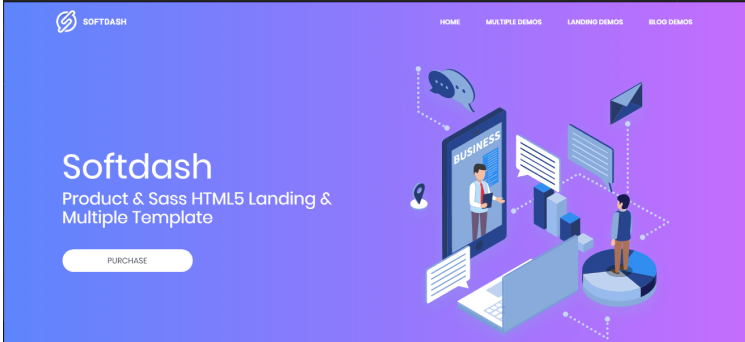 SOFTDASH
HOME MULTIPLE DEMOS LANDING DEMOS BLOG DEMOS
BUSINESS
Softdash
Product & Sass HTML5 Landing &
Multiple Template
PURCHASE